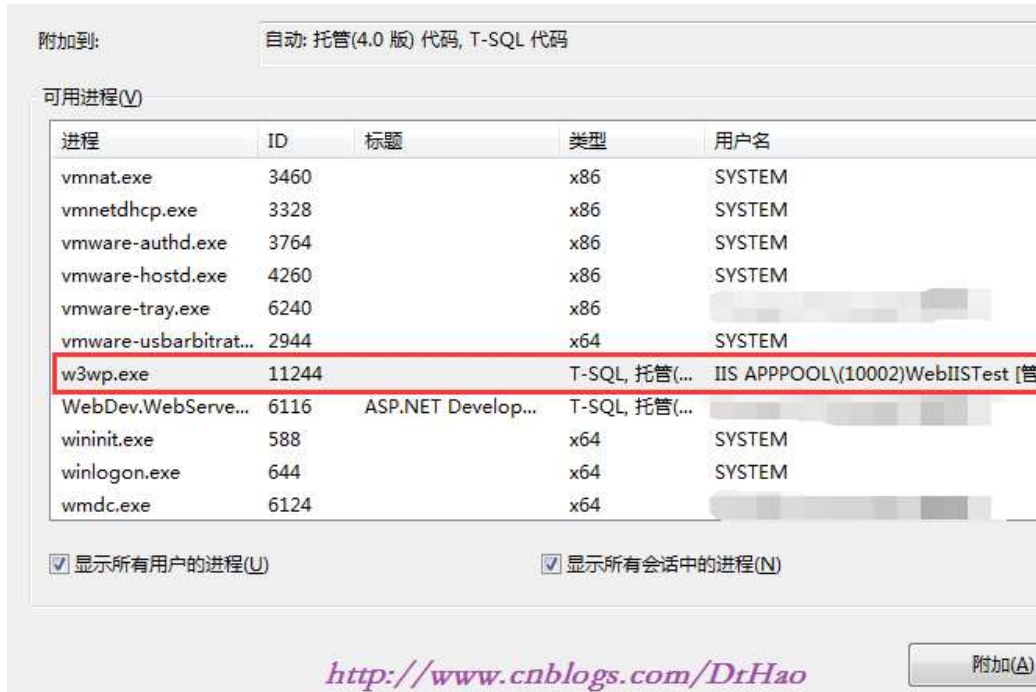 附加到: 自动: 托管(4.0 版) 代码, T-SQL 代码
可用进程(V)
进程 ID 标题 类型 用户名
vmnat.exe 3460 x86 SYSTEM
vmnetdhcp.exe 3328 x86 SYSTEM
vmware-authd.exe 3764 x86 SYSTEM
vmware-hostd.exe 4260 x86 SYSTEM
vmware-tray.exe 6240 x86
vmware-usbarbitrat... 2944 x64 SYSTEM
w3wp.exe 11244 T-SQL, 托管(... IIS APPPOOL\(10002)WebIISTest [管
WebDev.WebServe... 6116 ASP.NET Develop... T-SQL, 托管(...
wininit.exe 588 x64 SYSTEM
winlogon.exe 644 x64 SYSTEM
wmdc.exe 6124 x64
显示所有用户的进程(U) 显示所有会话中的进程(N)
附加(A)
http://www.cnblogs.com/DrHao